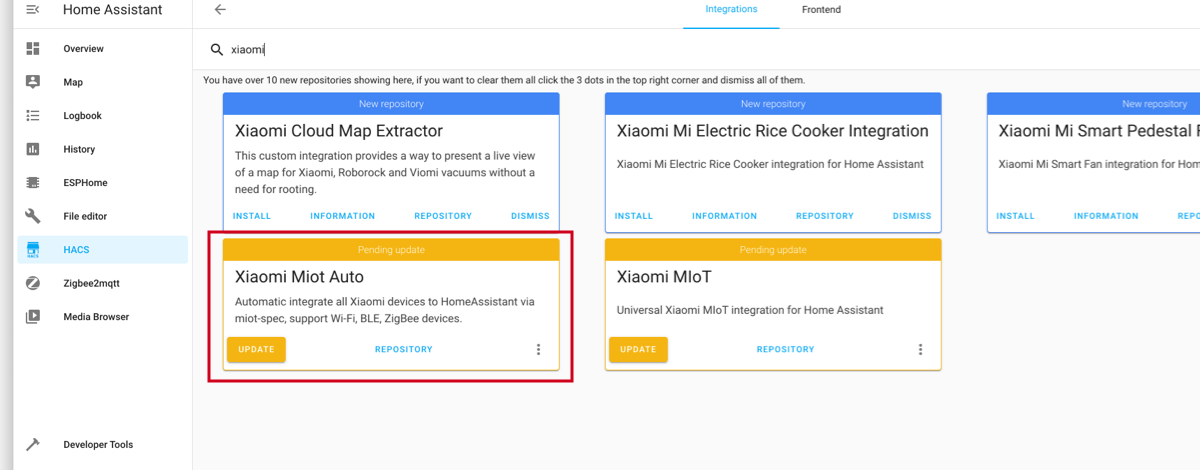 Home Assistant
Integrations
Frontend
Overview
Map
Logbook
History
ESPHome
File editor
HACS
HACS
Zigbee2mqtt
Media Browser
Developer Tools
xiaomi
You have over 10 new repositories showing here, if you want to clear them all click the 3 dots in the top right corner and dismiss all of them.
New repository
Xiaomi Cloud Map Extractor
This custom integration provides a way to present a live view
of a map for Xiaomi, Roborock and Viomi vacuums without a
need for rooting.
INSTALL INFORMATION REPOSITORY DISMISS
New repository
Xiaomi Mi Electric Rice Cooker Integration
Xiaomi Mi Electric Rice Cooker integration for Home Assistant
INSTALL INFORMATION REPOSITORY DISMISS
New repository
Xiaomi Mi Smart Pedestal
Xiaomi Mi Smart Fan integration for Hom
INSTALL INFORMATION REPO
Pending update
Xiaomi Miot Auto
Automatic integrate all Xiaomi devices to HomeAssistant via
miot-spec, support Wi-Fi, BLE, ZigBee devices.
UPDATE REPOSITORY
Pending update
Xiaomi MIoT
Universal Xiaomi MIoT integration for Home Assistant
UPDATE REPOSITORY